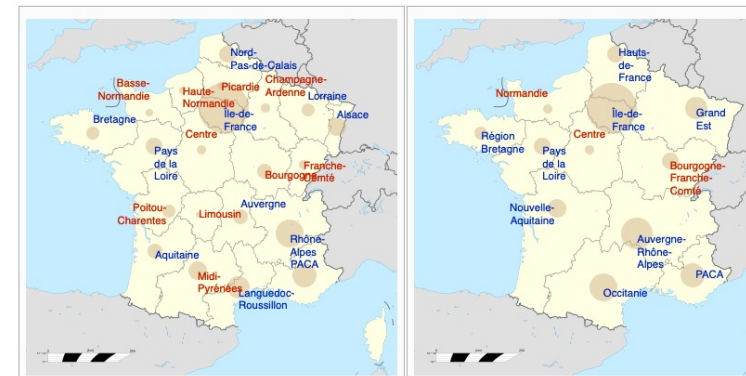 Nord-
Pas-de-Calais
Basse-
Normandie
Haute-
Normandie
Picardie
Champagne-
Ardenne
Lorraine
Bretagne
Île-de-
France
Alsace
Centre
Pays
de la
Loire
Bourgogne
Franche-
Comté
Poitou-
Charentes
Limousin
Auvergne
Rhône-
Alpes
PACA
Aquitaine
Midi-
Pyrénées
Languedoc-
Roussillon
Hauts-
de-
France
Normandie
Île-de-
France
Grand
Est
Région
Bretagne
Centre
Pays
de la
Loire
Bourgogne-
Franche-
Comté
Nouvelle-
Aquitaine
Auvergne-
Rhône-
Alpes
PACA
Occitanie